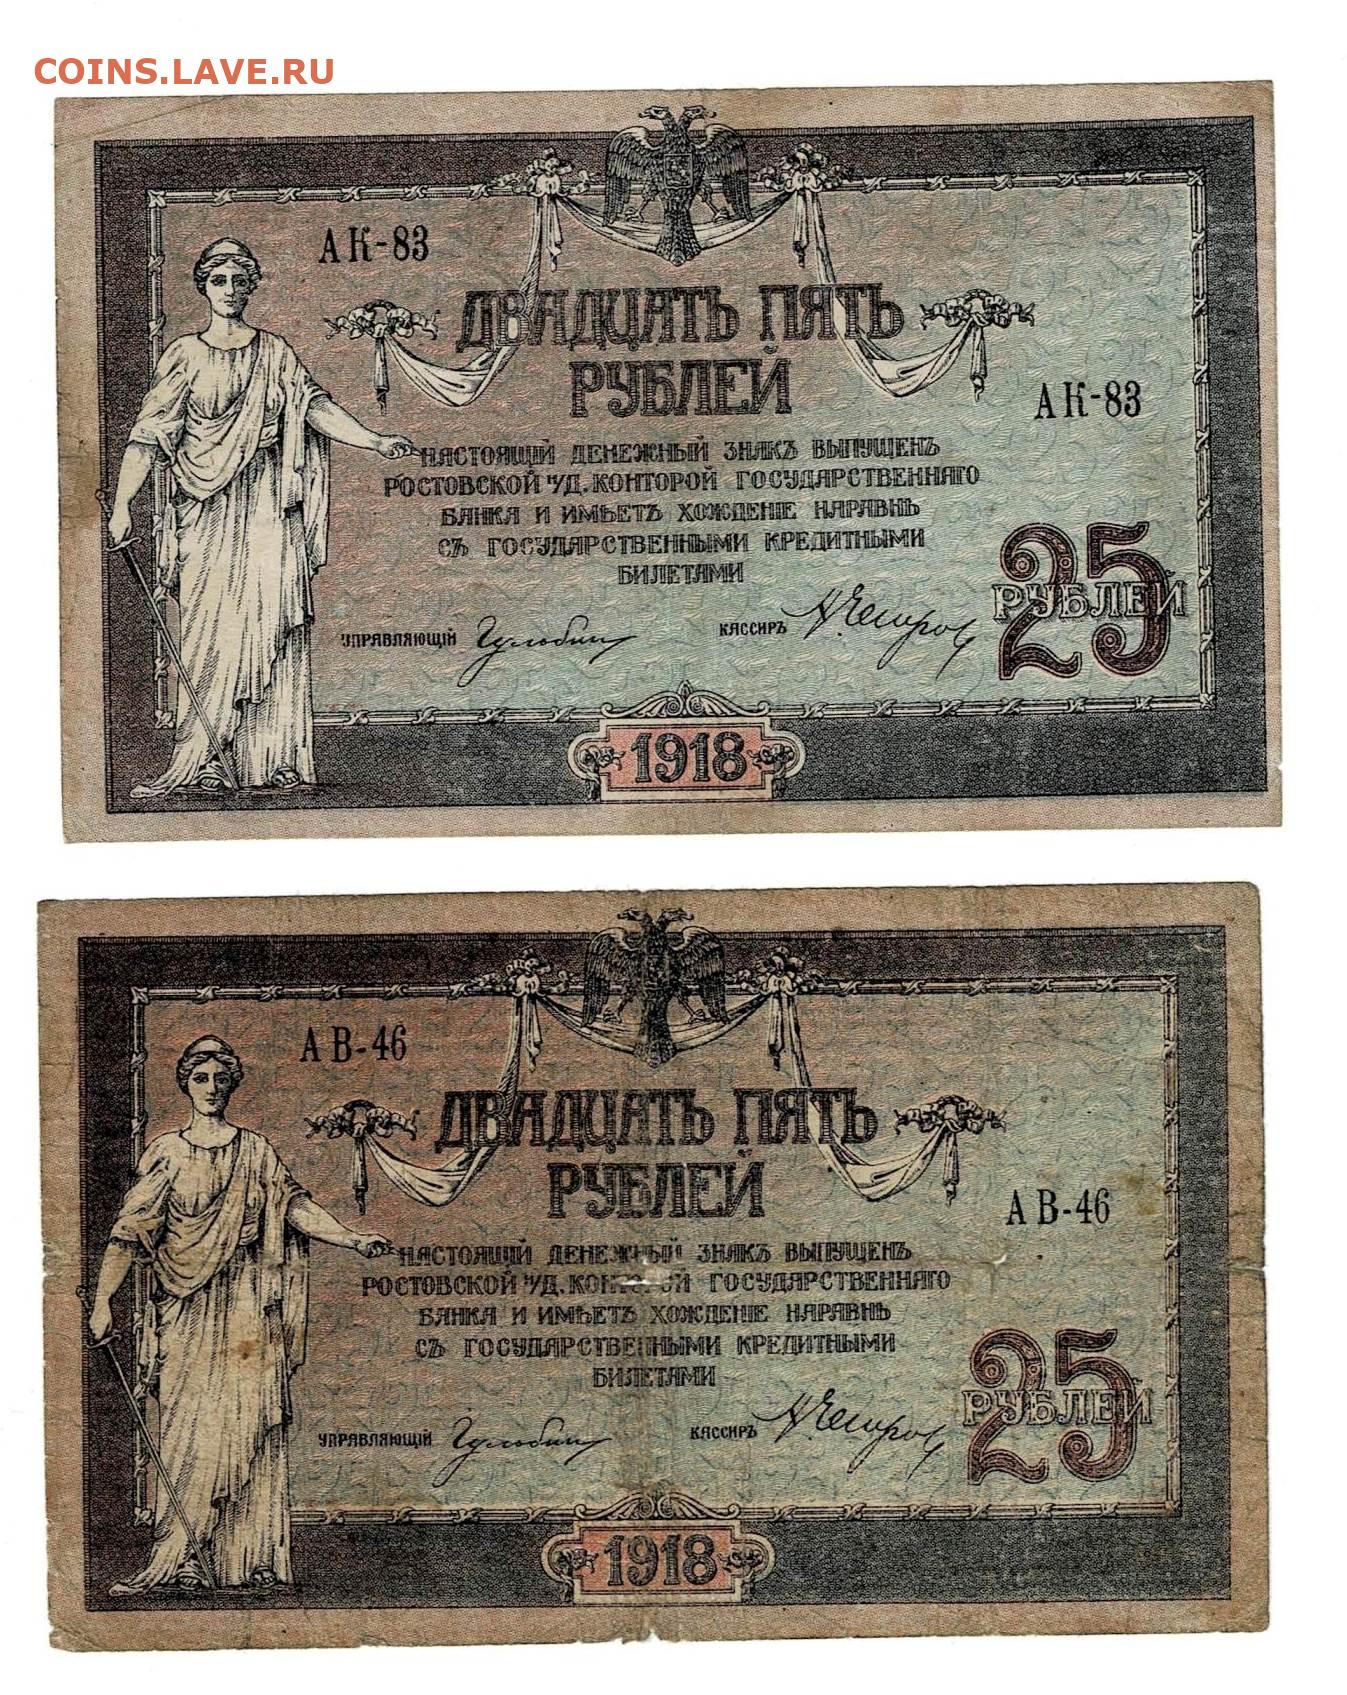 COINS.LAVE.RU
АК-83
ДВАДЦАТЬ ПЯТЬ
РУБЛЕЙ
АК-83
НАСТОЯЩІЙ ДЕНЕЖНЫЙ ЗНАКЪ ВЫПУЩЕНЪ
РОСТОВСКОЙ н/Д. КОНТОРОЙ ГОСУДАРСТВЕННАГО
БАНКА И ИМѢЕТЪ ХОЖДЕНІЕ НАРАВНѢ
СЪ ГОСУДАРСТВЕННЫМИ КРЕДИТНЫМИ
БИЛЕТАМИ
25
РУБЛЕЙ
УПРАВЛЯЮЩІЙ КАССИРЪ
1918
АВ-46
ДВАДЦАТЬ ПЯТЬ
РУБЛЕЙ
АВ-46
НАСТОЯЩІЙ ДЕНЕЖНЫЙ ЗНАКЪ ВЫПУЩЕНЪ
РОСТОВСКОЙ н/Д. КОНТОРОЙ ГОСУДАРСТВЕННАГО
БАНКА И ИМѢЕТЪ ХОЖДЕНІЕ НАРАВНѢ
СЪ ГОСУДАРСТВЕННЫМИ КРЕДИТНЫМИ
БИЛЕТАМИ
25
РУБЛЕЙ
УПРАВЛЯЮЩІЙ КАССИРЪ
1918